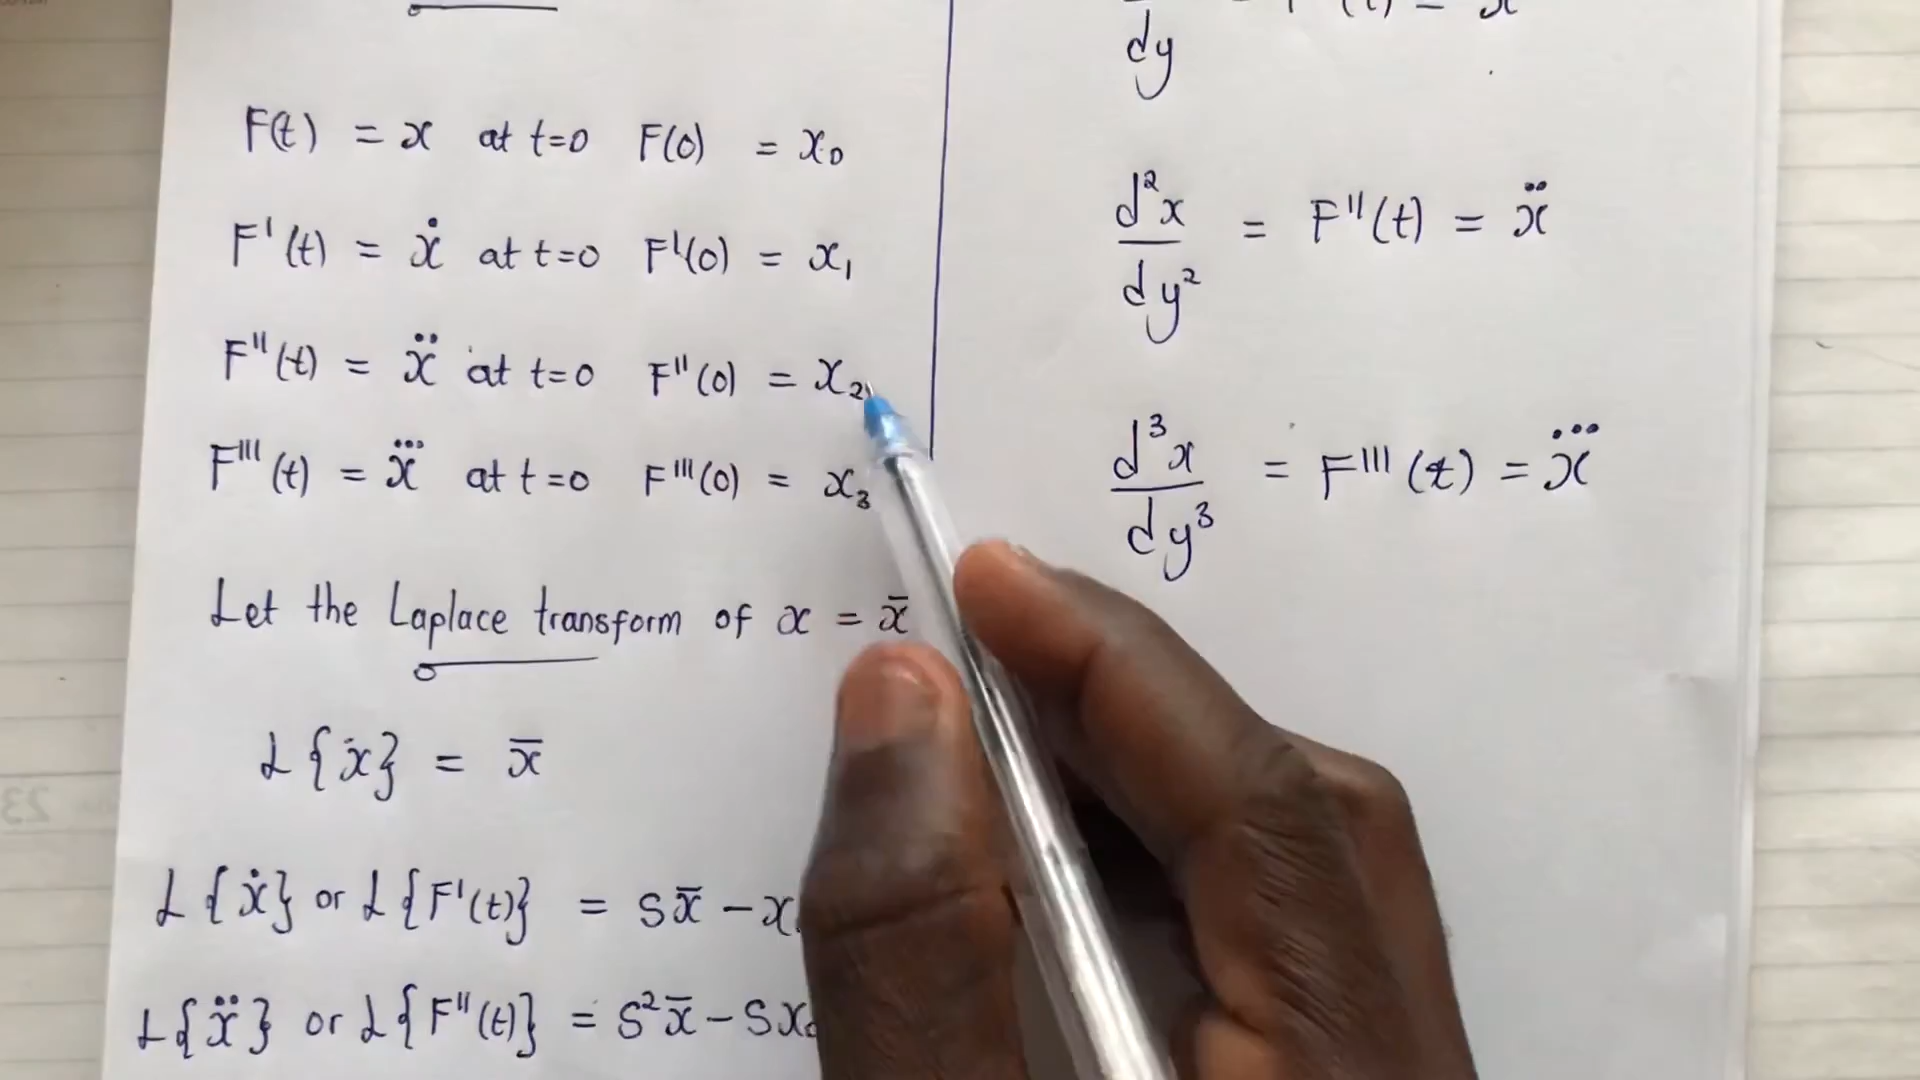 F(t) = x at t=0 F(0) = x₀
F'(t) = ẋ at t=0 F'(0) = x₁
F''(t) = ẍ at t=0 F''(0) = x₂
F'''(t) = x⃛ at t=0 F'''(0) = x₃
Let the Laplace transform of x = x̄
ℒ{x} = x̄
ℒ{ẋ} or ℒ{F'(t)} = Sx̄ - x
ℒ{ẍ} or ℒ{F''(t)} = S²x̄ - Sx₀
dy
d²x/dy² = F''(t) = ẍ
d³x/dy³ = F'''(t) = x⃛